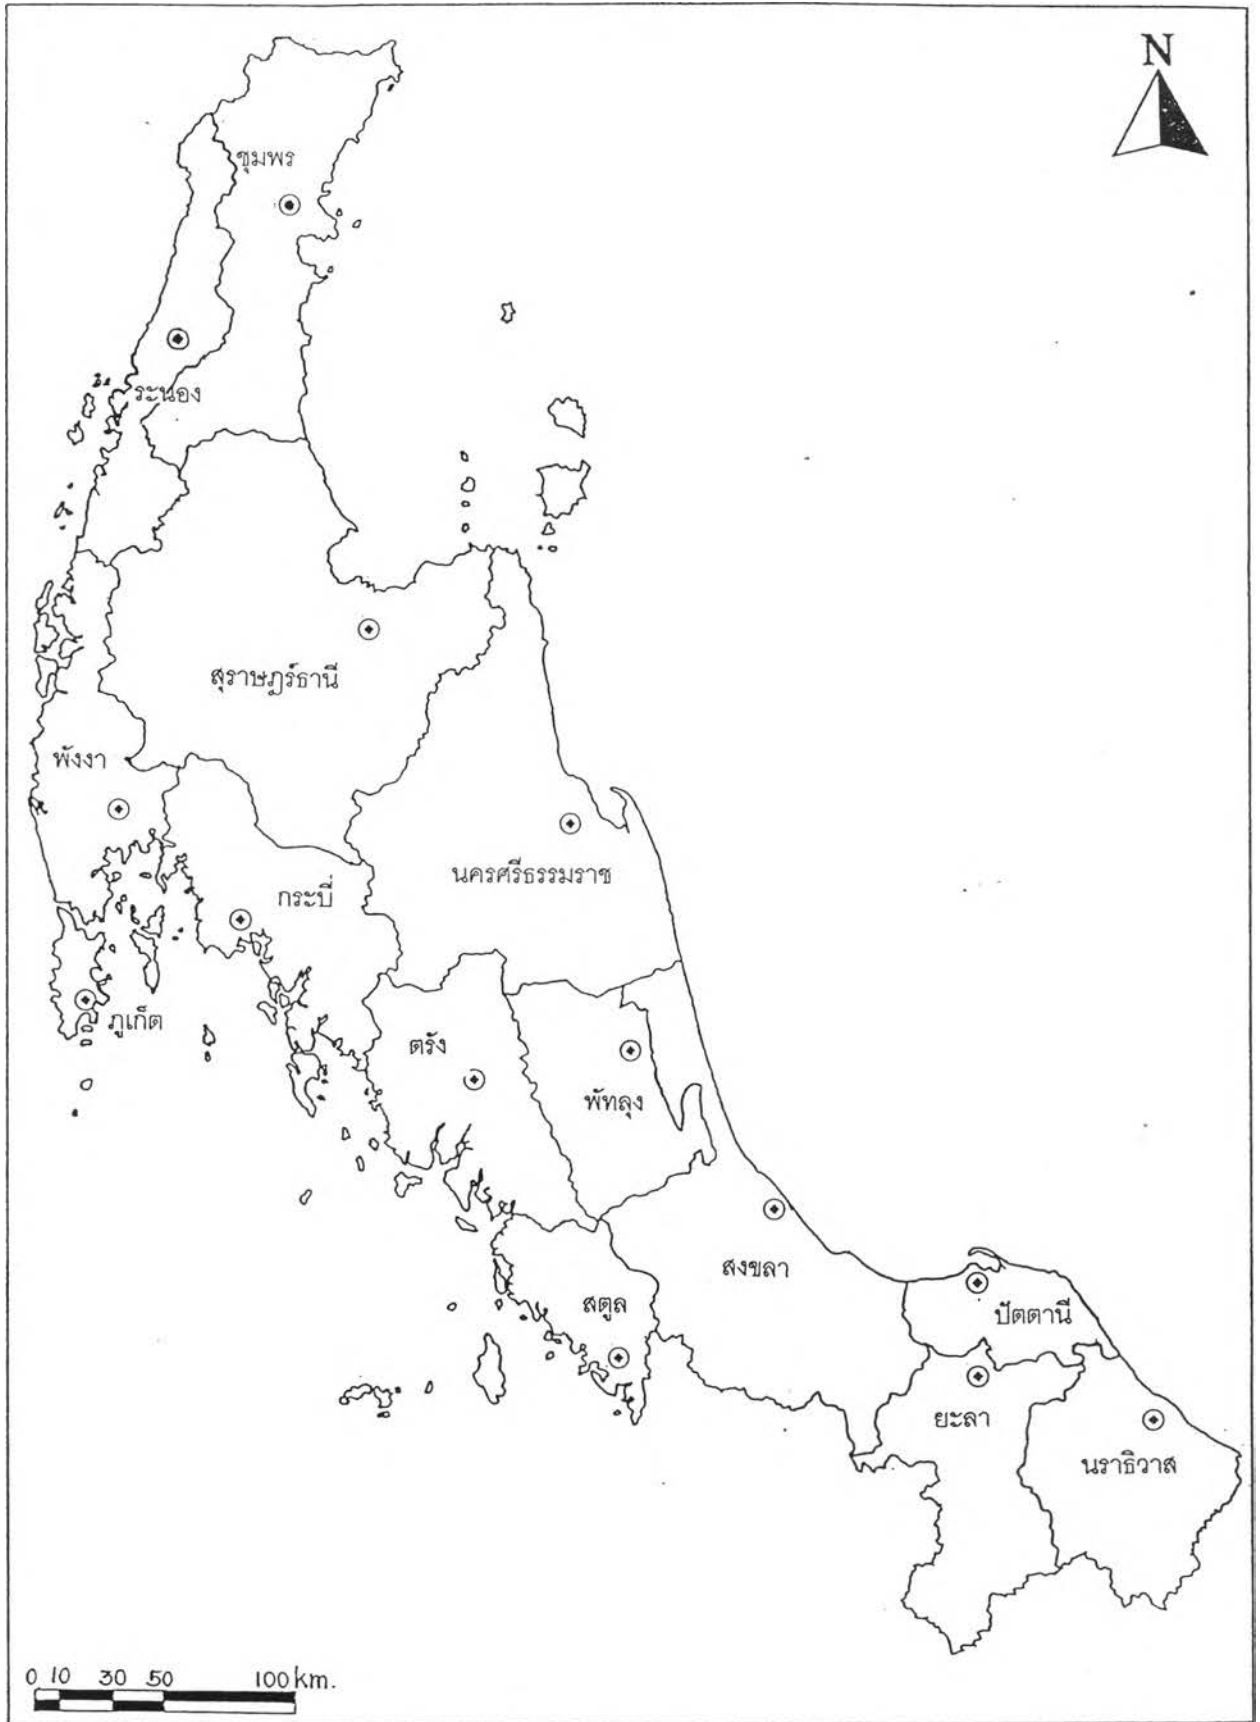 N
ชุมพร
ระนอง
สุราษฎร์ธานี
พังงา
นครศรีธรรมราช
กระบี่
ภูเก็ต
ตรัง
พัทลุง
สงขลา
สตูล
ปัตตานี
ยะลา
นราธิวาส
0 10 30 50 100 km.